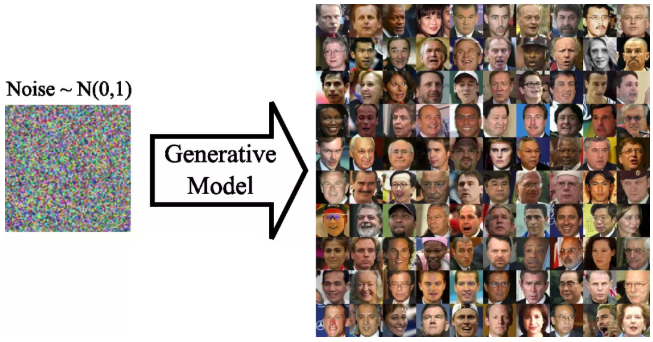 Noise ~ N(0,1)
Generative
Model